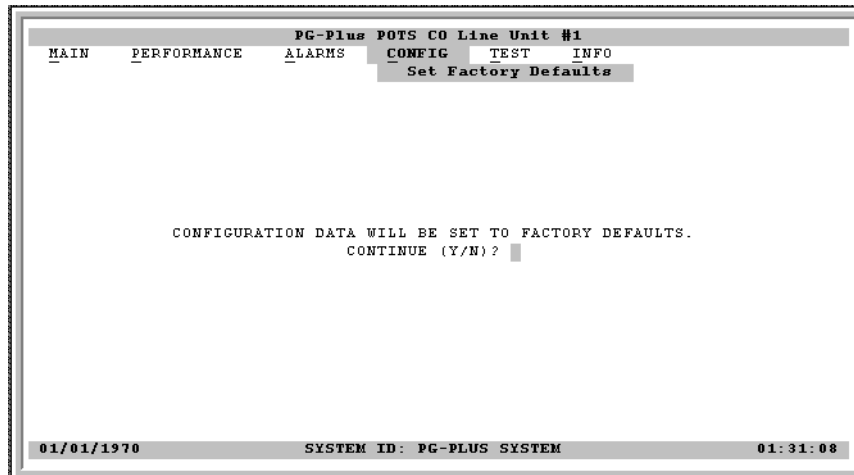 PG-Plus POTS CO Line Unit #1
MAIN PERFORMANCE ALARMS CONFIG TEST INFO
Set Factory Defaults
CONFIGURATION DATA WILL BE SET TO FACTORY DEFAULTS.
CONTINUE (Y/N)?
01/01/1970 SYSTEM ID: PG-PLUS SYSTEM 01:31:08